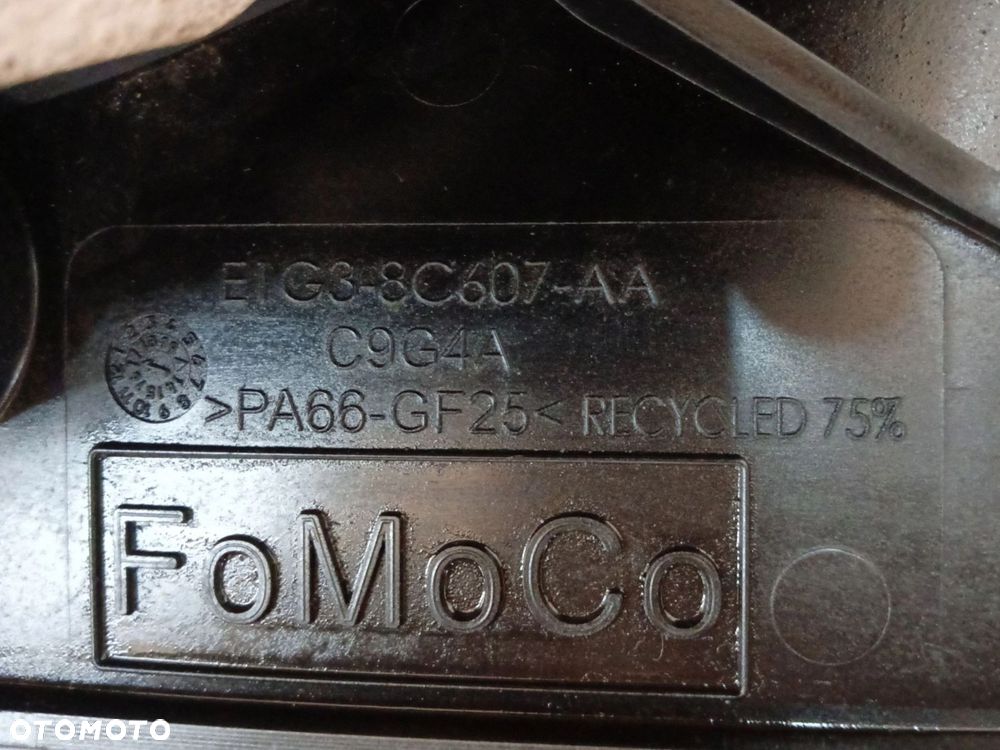 E1G3-8C607-AA
C9G4A
>PA66-GF25< RECYCLED 75%
FoMoCo
OTOMOTO